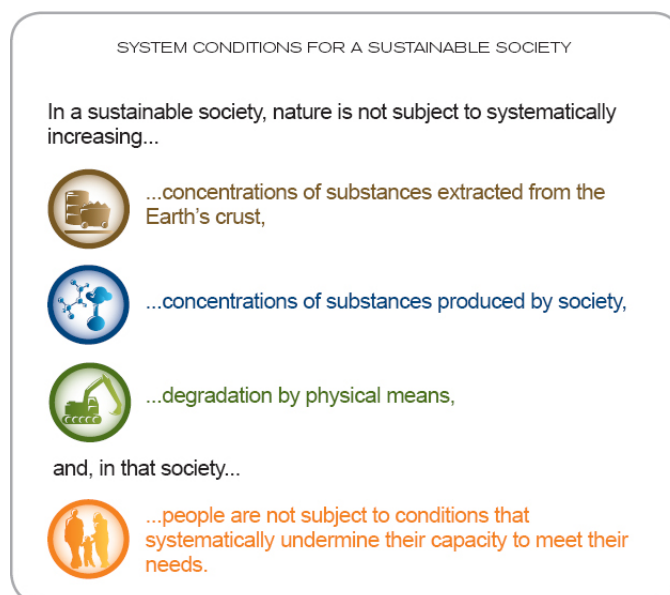 SYSTEM CONDITIONS FOR A SUSTAINABLE SOCIETY
In a sustainable society, nature is not subject to systematically
increasing...
...concentrations of substances extracted from the
Earth's crust,
...concentrations of substances produced by society,
...degradation by physical means,
and, in that society...
...people are not subject to conditions that
systematically undermine their capacity to meet their
needs.